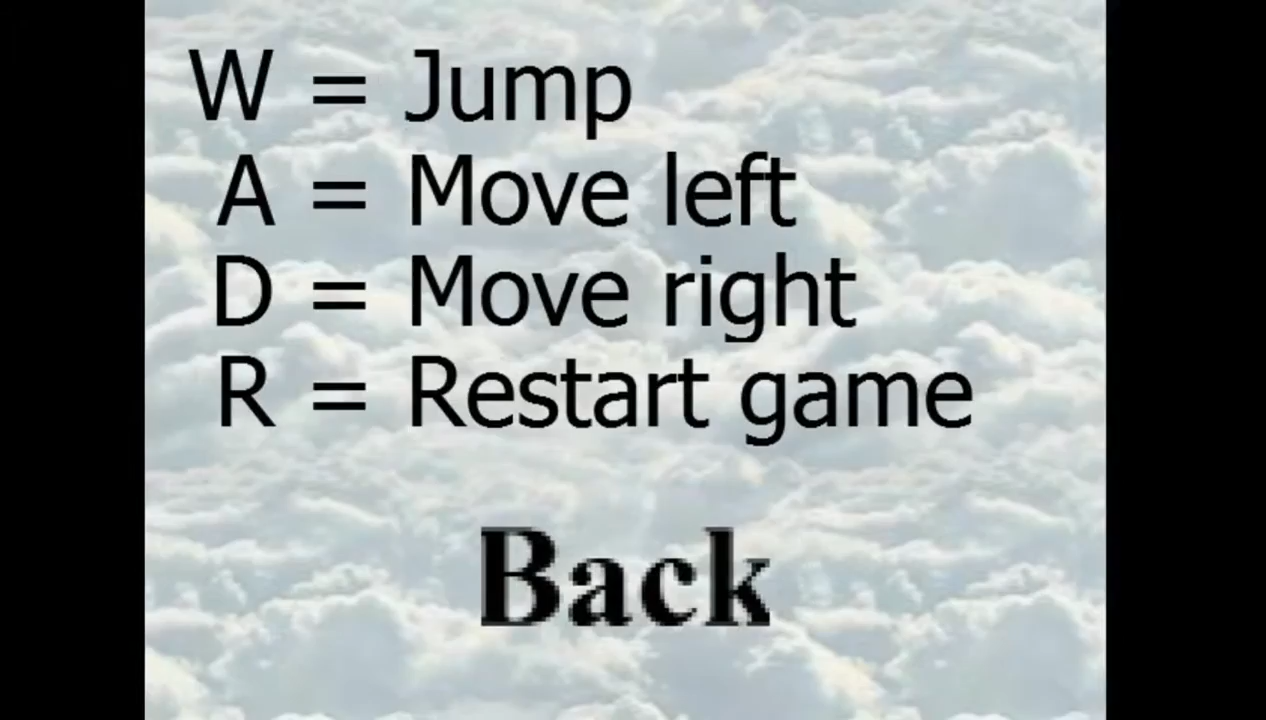 W = Jump
A = Move left
D = Move right
R = Restart game
Back